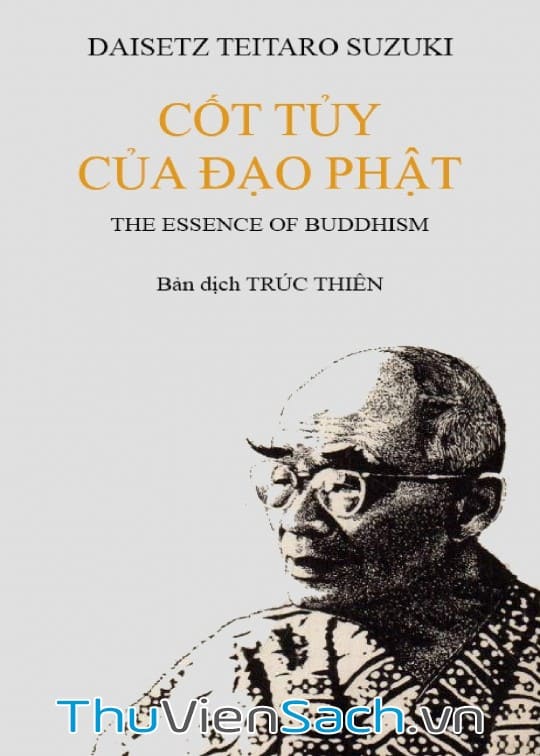 DAISETZ TEITARO SUZUKI
CỐT TỦY
CỦA ĐẠO PHẬT
THE ESSENCE OF BUDDHISM
Bản dịch TRÚC THIÊN
ThuVienSach.vn